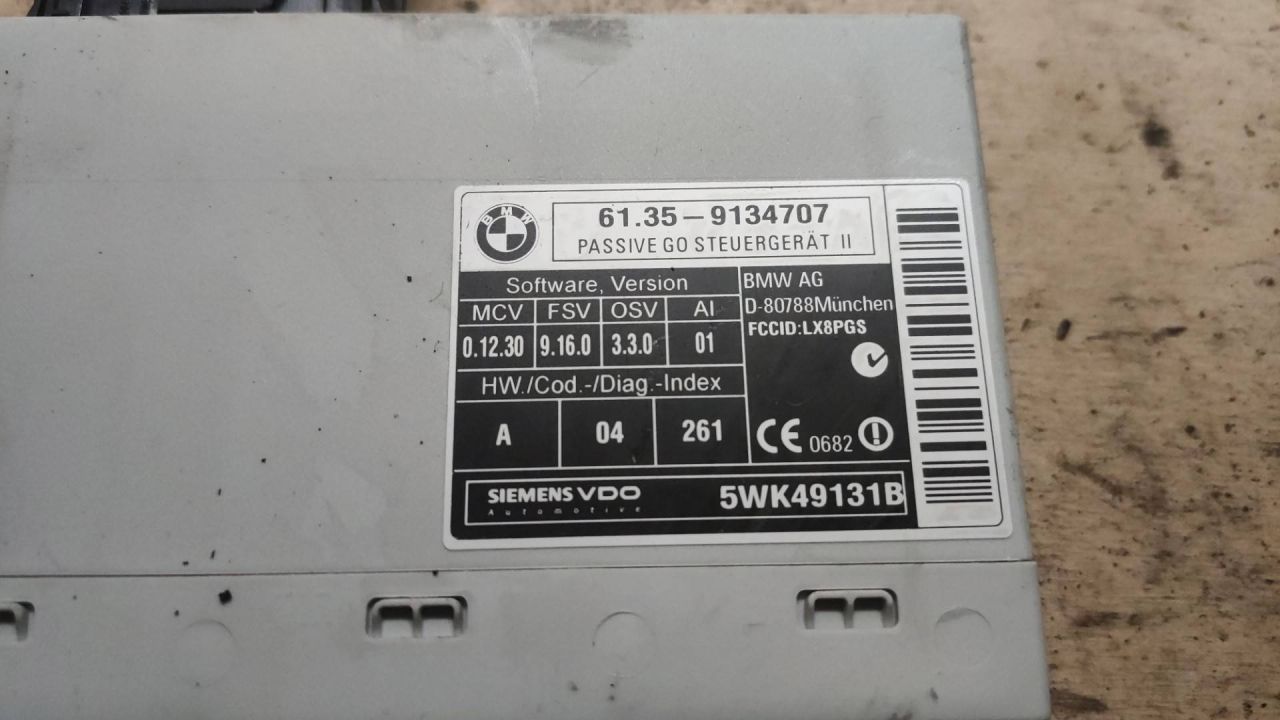 BMW
61.35–9134707
PASSIVE GO STEUERGERÄT II
Software, Version
MCV FSV OSV AI
0.12.30 9.16.0 3.3.0 01
HW./Cod.-/Diag.-Index
A 04 261
BMW AG
D-80788München
FCCID:LX8PGS
CE 0682
SIEMENS VDO
Automotive
5WK49131B